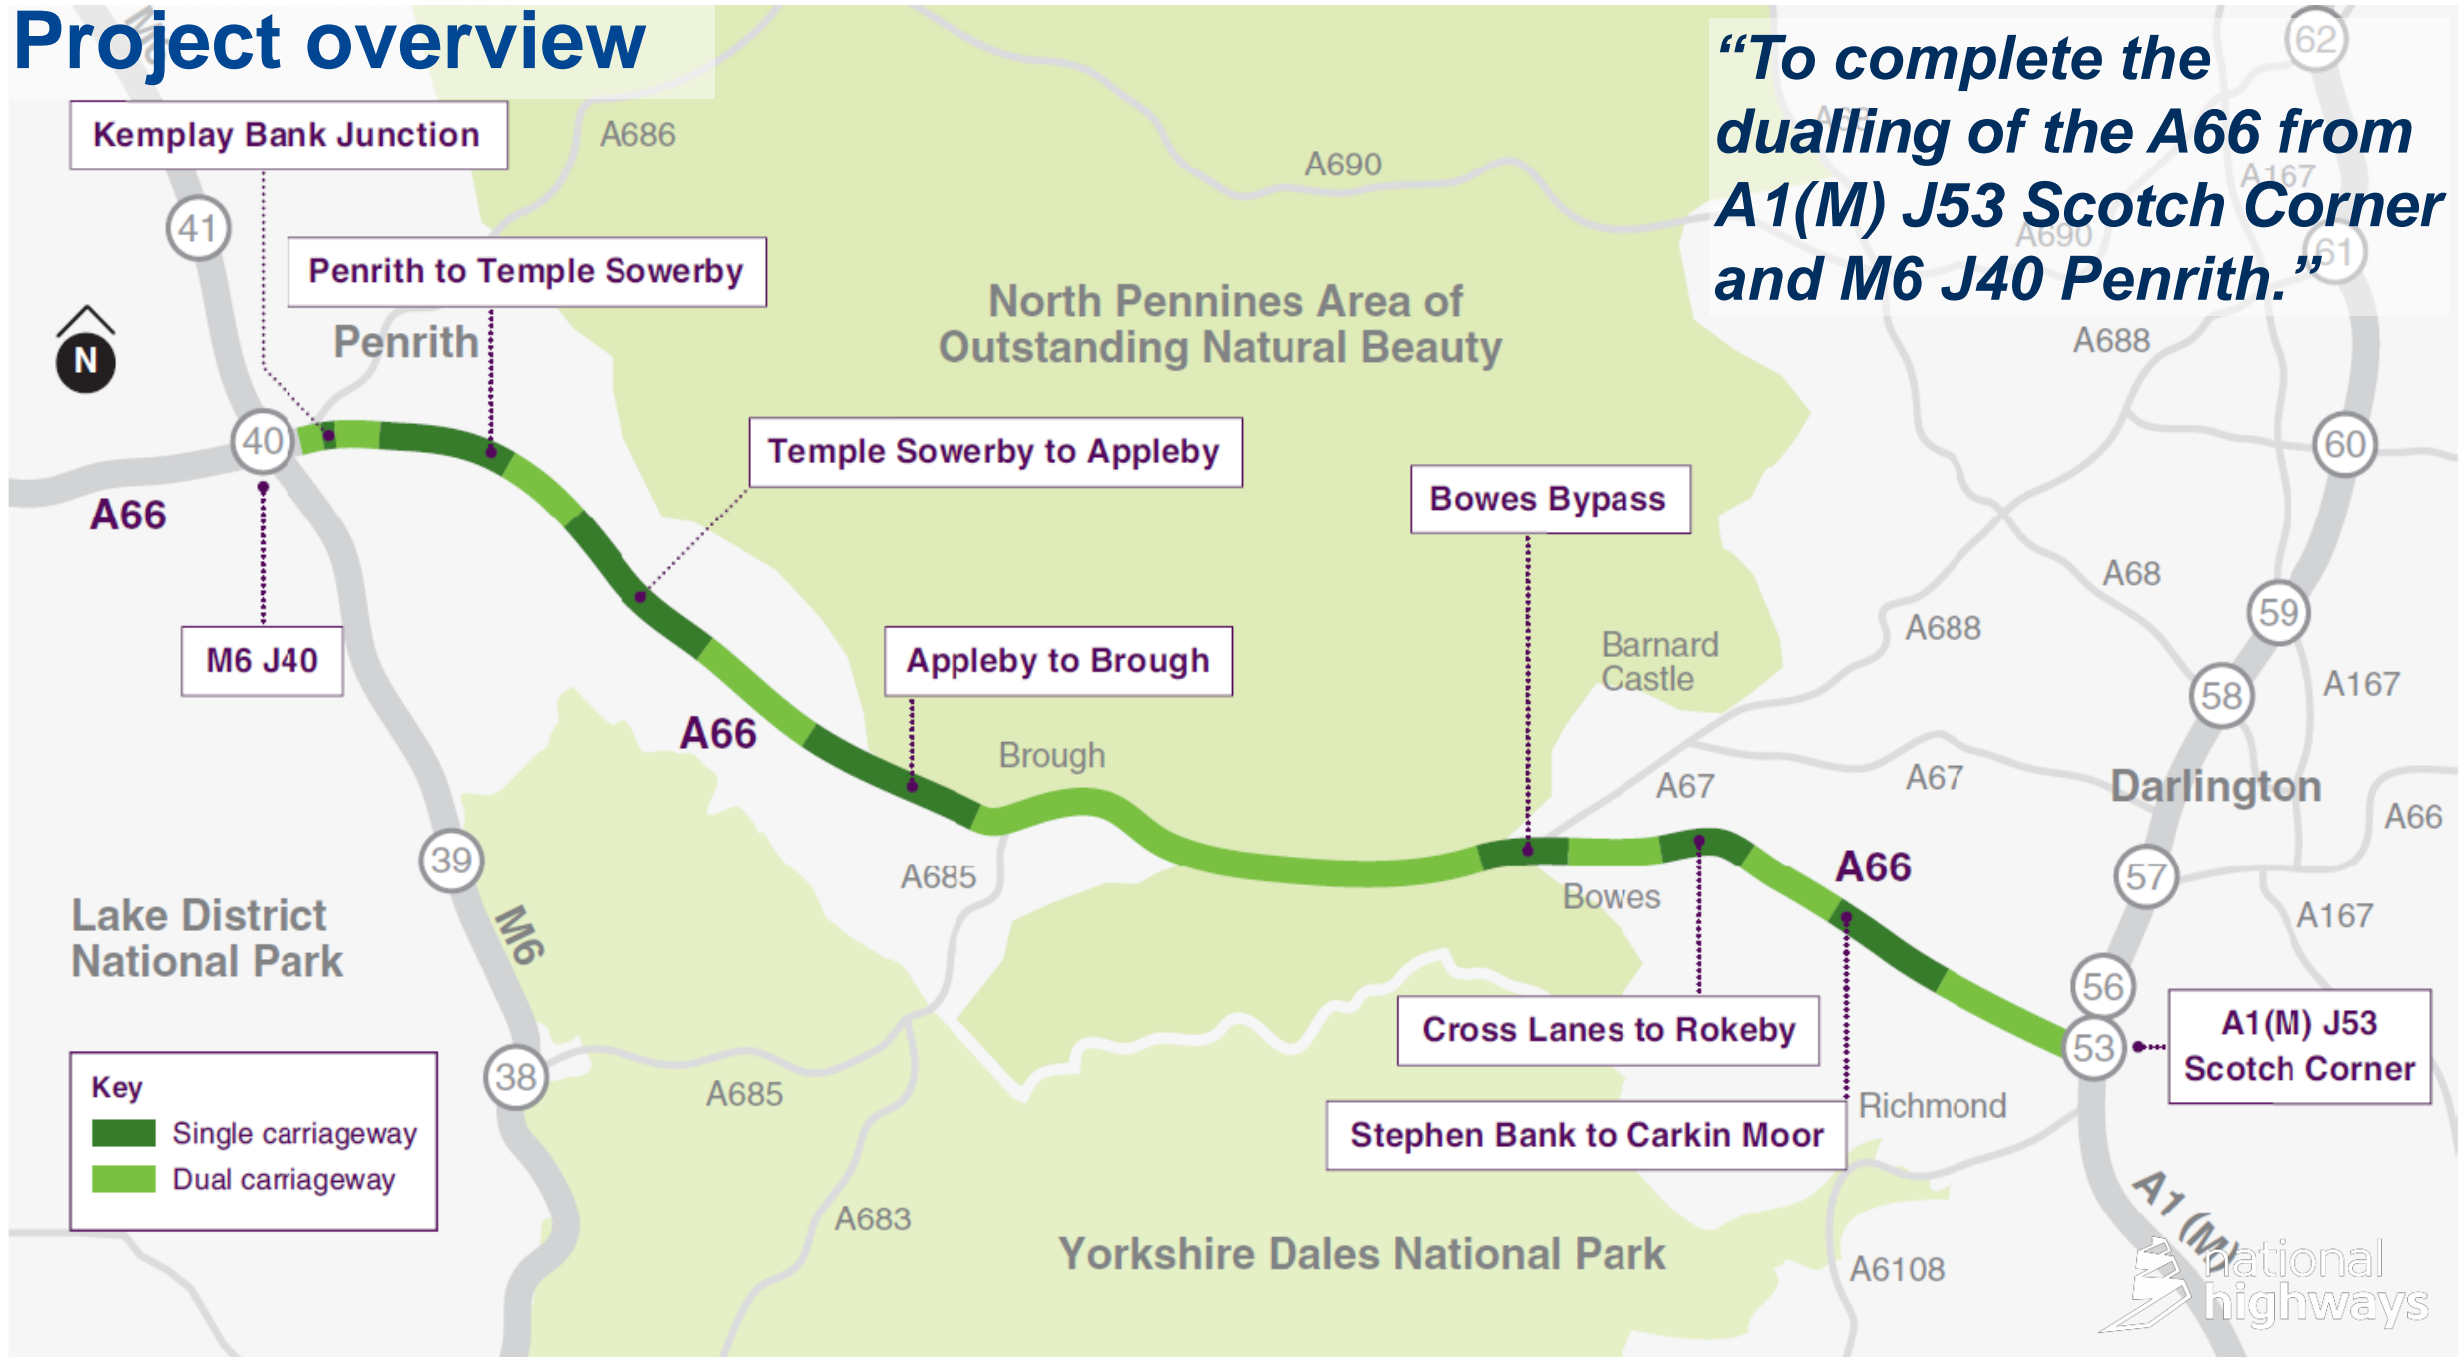 Project overview
“To complete the
dualling of the A66 from
A1(M) J53 Scotch Corner
and M6 J40 Penrith.”
62
A68
A167
A690
61
Kemplay Bank Junction
A686
A690
41
Penrith to Temple Sowerby
North Pennines Area of
Outstanding Natural Beauty
Penrith
A688
N
40
Temple Sowerby to Appleby
60
Bowes Bypass
A66
A68
59
A688
M6 J40
Appleby to Brough
Barnard
Castle
58
A167
A66
Brough
A67
A67
Darlington
A66
39
A685
A66
57
Bowes
A167
Lake District
National Park
M6
56
Cross Lanes to Rokeby
53
A1(M) J53
Scotch Corner
38
A685
Richmond
Stephen Bank to Carkin Moor
Key
Single carriageway
Dual carriageway
A683
Yorkshire Dales National Park
A6108
A1 (M)
national
highways